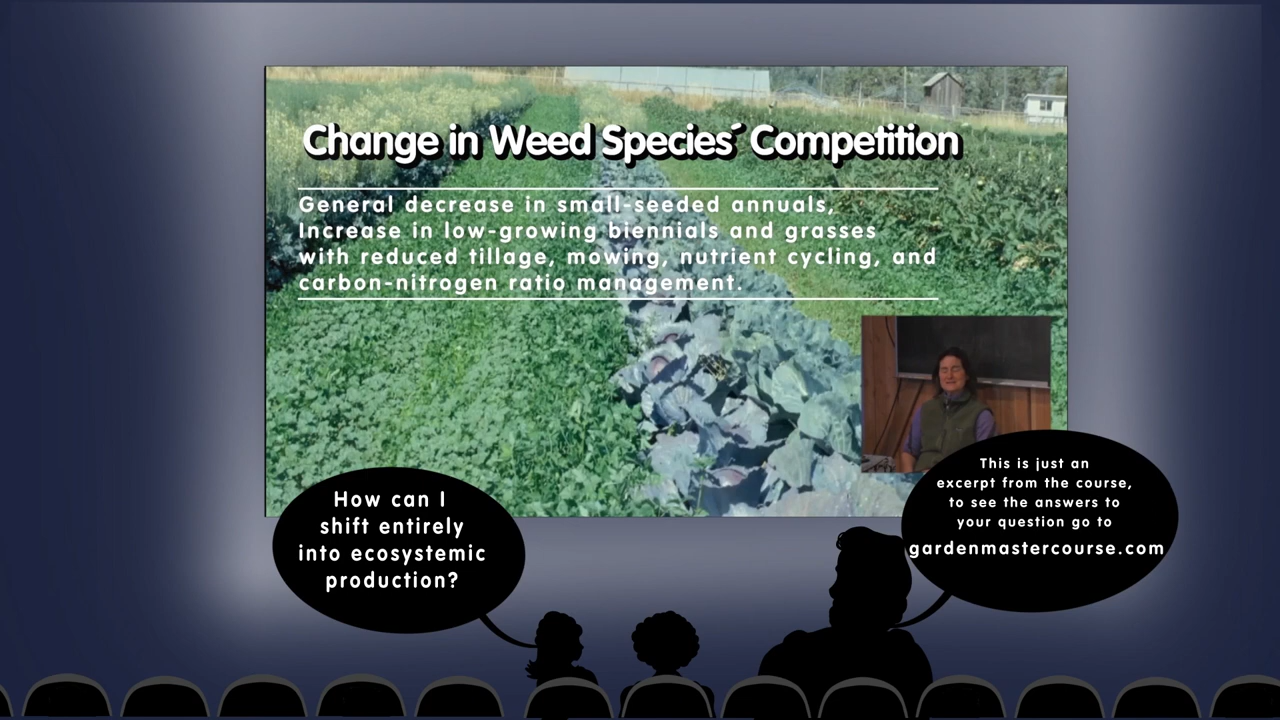 Change in Weed Species´ Competition
General decrease in small-seeded annuals,
Increase in low-growing biennials and grasses
with reduced tillage, mowing, nutrient cycling, and
carbon-nitrogen ratio management.
How can I
shift entirely
into ecosystemic
production?
This is just an
excerpt from the course,
to see the answers to
your question go to
gardenmastercourse.com